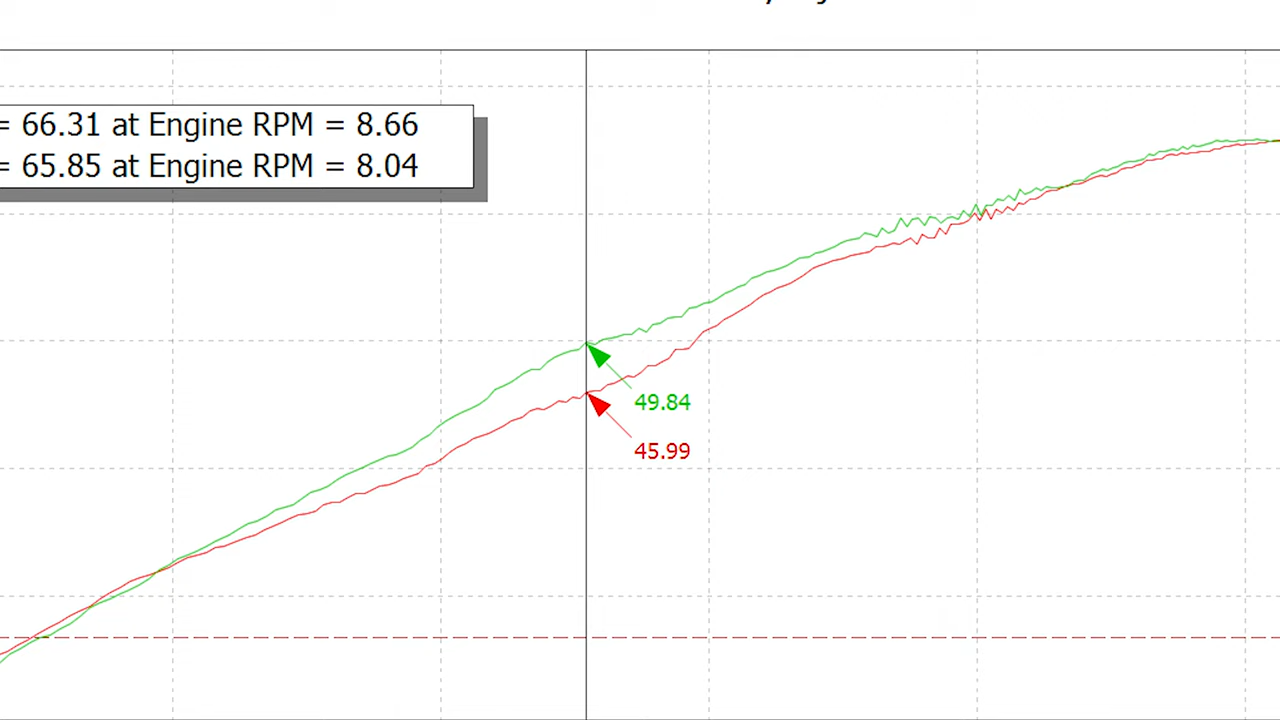 = 66.31 at Engine RPM = 8.66
= 65.85 at Engine RPM = 8.04
49.84
45.99